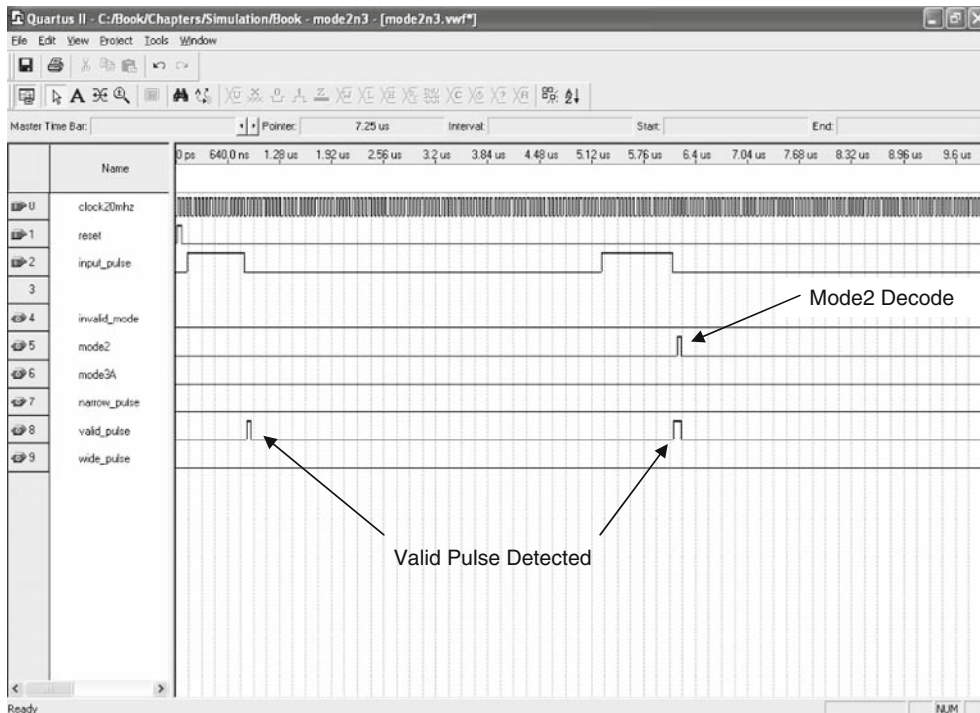 Quartus II - C:/Book/Chapters/Simulation/Book - mode2n3 - [mode2n3.vwf*]
File Edit View Project Tools Window
Master Time Bar: Pointer: 7.25 us Interval: Start: End:
Name
0 ps 640.0 ns 1.28 us 1.92 us 2.56 us 3.2 us 3.84 us 4.48 us 5.12 us 5.76 us 6.4 us 7.04 us 7.68 us 8.32 us 8.96 us 9.6 us
0 clock20mhz
1 reset
2 input_pulse
3
Mode2 Decode
4 invalid_mode
5 mode2
6 mode3A
7 narrow_pulse
8 valid_pulse
9 wide_pulse
Valid Pulse Detected
Ready NUM